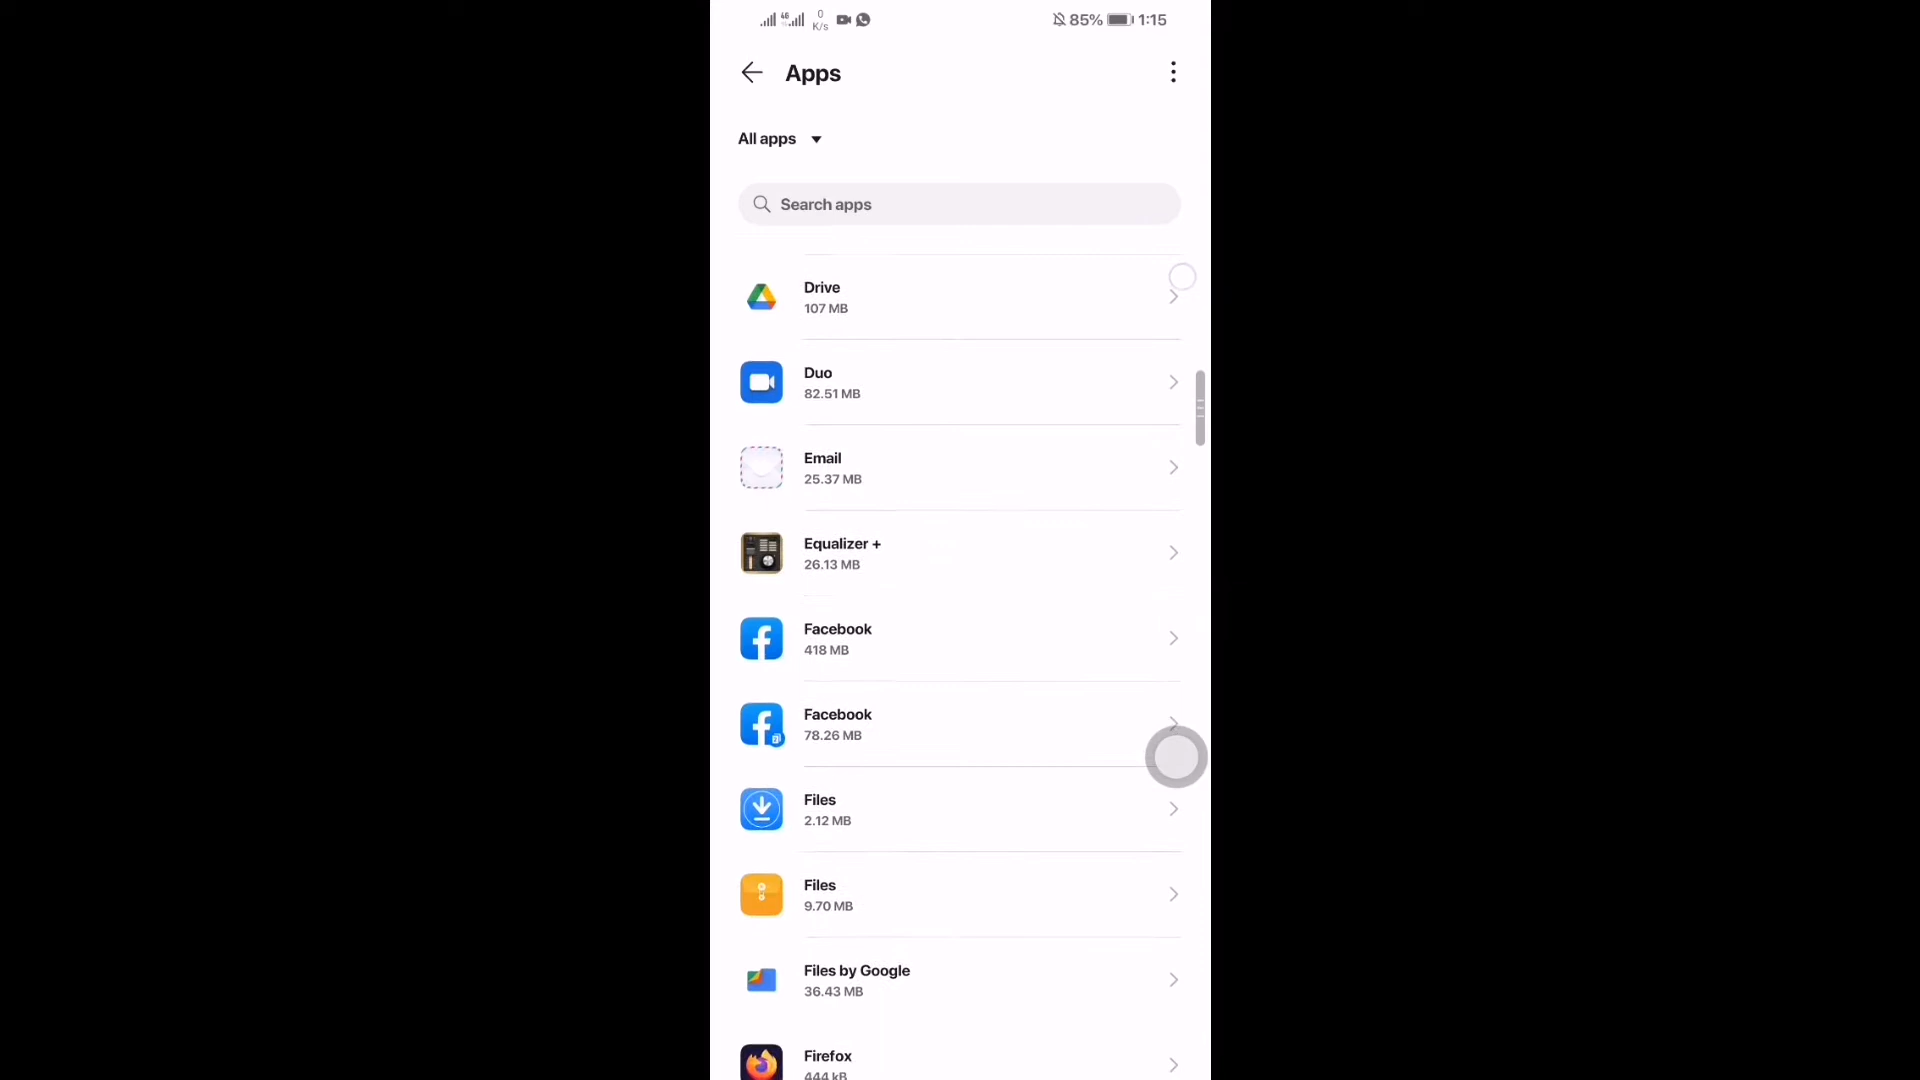 4G 0 K/s 85% 1:15
Apps
All apps
Search apps
Drive
107 MB
Duo
82.51 MB
Email
25.37 MB
Equalizer +
26.13 MB
Facebook
418 MB
Facebook
78.26 MB
Files
2.12 MB
Files
9.70 MB
Files by Google
36.43 MB
Firefox
444 kB